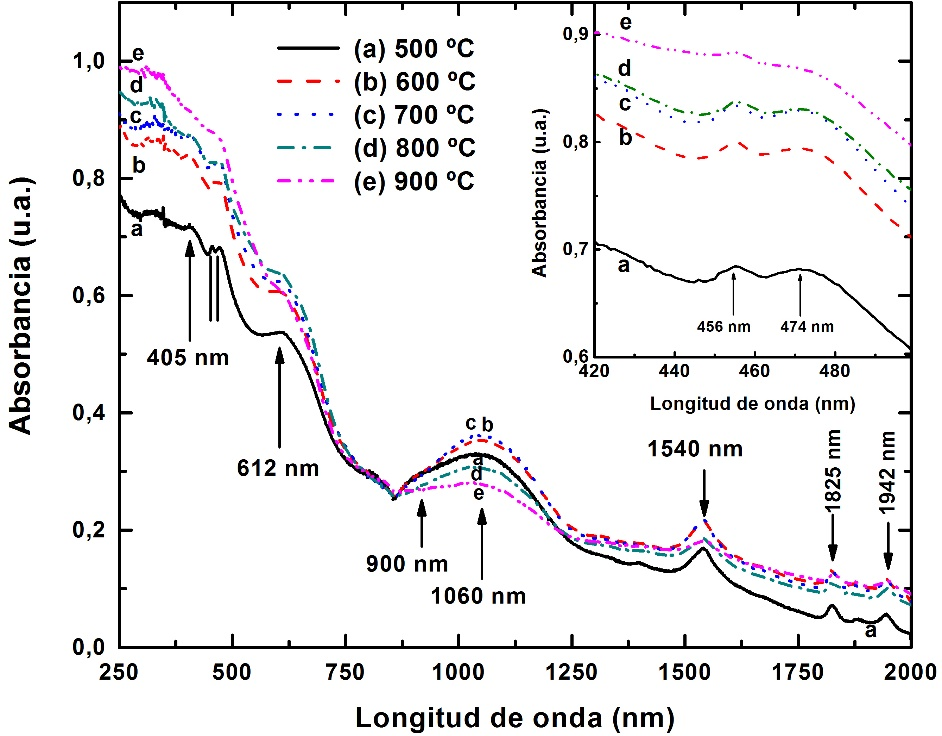 Absorbancia (u.a.)
1,0
0,8
0,6
0,4
0,2
0,0
250
500
750
1000
1250
1500
1750
2000
Longitud de onda (nm)
(a) 500 ºC
(b) 600 ºC
(c) 700 ºC
(d) 800 ºC
(e) 900 ºC
e
d
c
b
a
405 nm
612 nm
c b
a
d
e
900 nm
1060 nm
1540 nm
1825 nm
1942 nm
a
Absorbancia (u.a.)
0,9
0,8
0,7
0,6
e
d
c
b
a
456 nm
474 nm
420
440
460
480
Longitud de onda (nm)